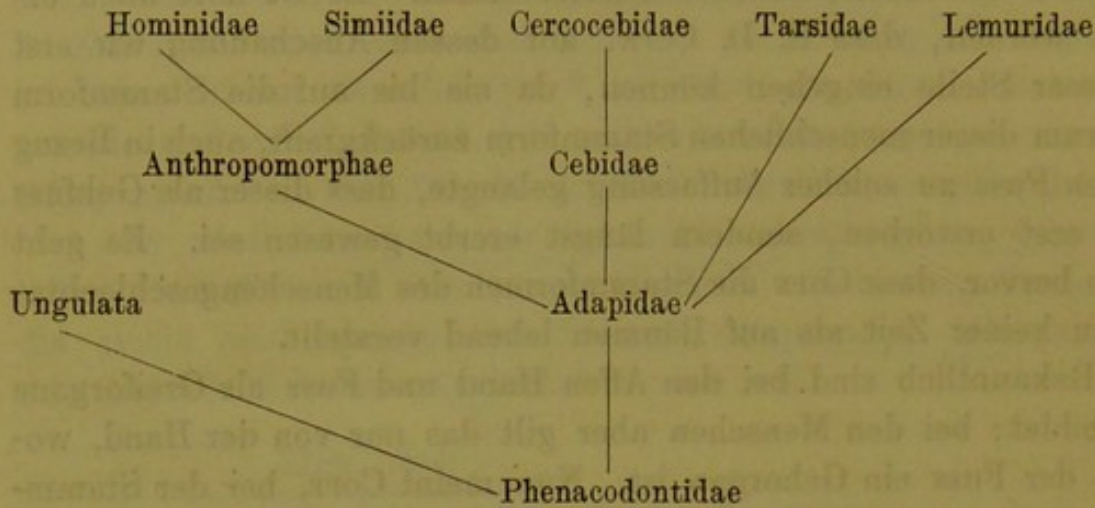 Hominidae Simiidae Cercocebidae Tarsidae Lemuridae
Anthropomorphae Cebidae
Ungulata Adapidae
Phenacodontidae